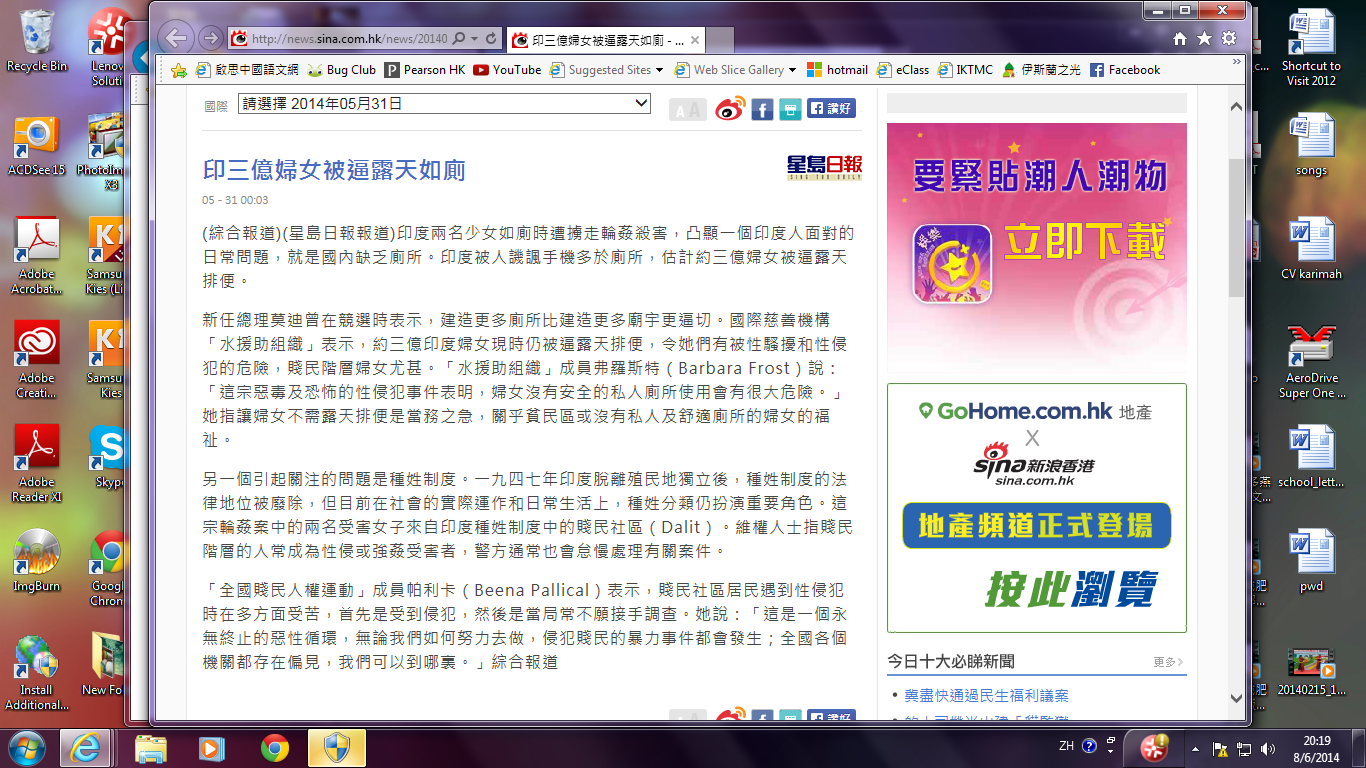 Recycle Bin
Lenov
Soluti
ACDSee 15
PhotoImp
X3
Adobe
Acrobat...
Samsu
Kies (Li
Adobe
Creati...
Samsu
Kies
Adobe
Reader XI
Skype
ImgBurn
Googl
Chrom
Install
Additional...
New Fo
http://news.sina.com.hk/news/20140
印三億婦女被逼露天如廁 - ...
啟思中國語文網
Bug Club
Pearson HK
YouTube
Suggested Sites
Web Slice Gallery
hotmail
eClass
IKTMC
伊斯蘭之光
Facebook
國際
請選擇 2014年05月31日
A A
讚好
印三億婦女被逼露天如廁
星島日報
SING TAO DAILY
05 - 31 00:03
(綜合報道)(星島日報報道)印度兩名少女如廁時遭擄走輪姦殺害，凸顯一個印度人面對的
日常問題，就是國內缺乏廁所。印度被人譏諷手機多於廁所，估計約三億婦女被逼露天
排便。
新任總理莫迪曾在競選時表示，建造更多廁所比建造更多廟宇更逼切。國際慈善機構
「水援助組織」表示，約三億印度婦女現時仍被逼露天排便，令她們有被性騷擾和性侵
犯的危險，賤民階層婦女尤甚。「水援助組織」成員弗羅斯特（Barbara Frost）說：
「這宗惡毒及恐怖的性侵犯事件表明，婦女沒有安全的私人廁所使用會有很大危險。」
她指讓婦女不需露天排便是當務之急，關乎貧民區或沒有私人及舒適廁所的婦女的福
祉。
另一個引起關注的問題是種姓制度。一九四七年印度脫離殖民地獨立後，種姓制度的法
律地位被廢除，但目前在社會的實際運作和日常生活上，種姓分類仍扮演重要角色。這
宗輪姦案中的兩名受害女子來自印度種姓制度中的賤民社區（Dalit）。維權人士指賤民
階層的人常成為性侵或強姦受害者，警方通常也會怠慢處理有關案件。
「全國賤民人權運動」成員帕利卡（Beena Pallical）表示，賤民社區居民遇到性侵犯
時在多方面受苦，首先是受到侵犯，然後是當局常不願接手調查。她說：「這是一個永
無終止的惡性循環，無論我們如何努力去做，侵犯賤民的暴力事件都會發生；全國各個
機關都存在偏見，我們可以到哪裏。」綜合報道
讚好
要緊貼潮人潮物
立即下載
娛樂
GoHome.com.hk 地產
X
sina新浪香港
sina.com.hk
地產頻道正式登場
按此瀏覽
今日十大必睇新聞
更多
冀盡快通過民生福利議案
Shortcut to
Visit 2012
songs
CV karimah
AeroDrive
Super One ...
school_lett...
pwd
20140215_1...
ZH
20:19
8/6/2014